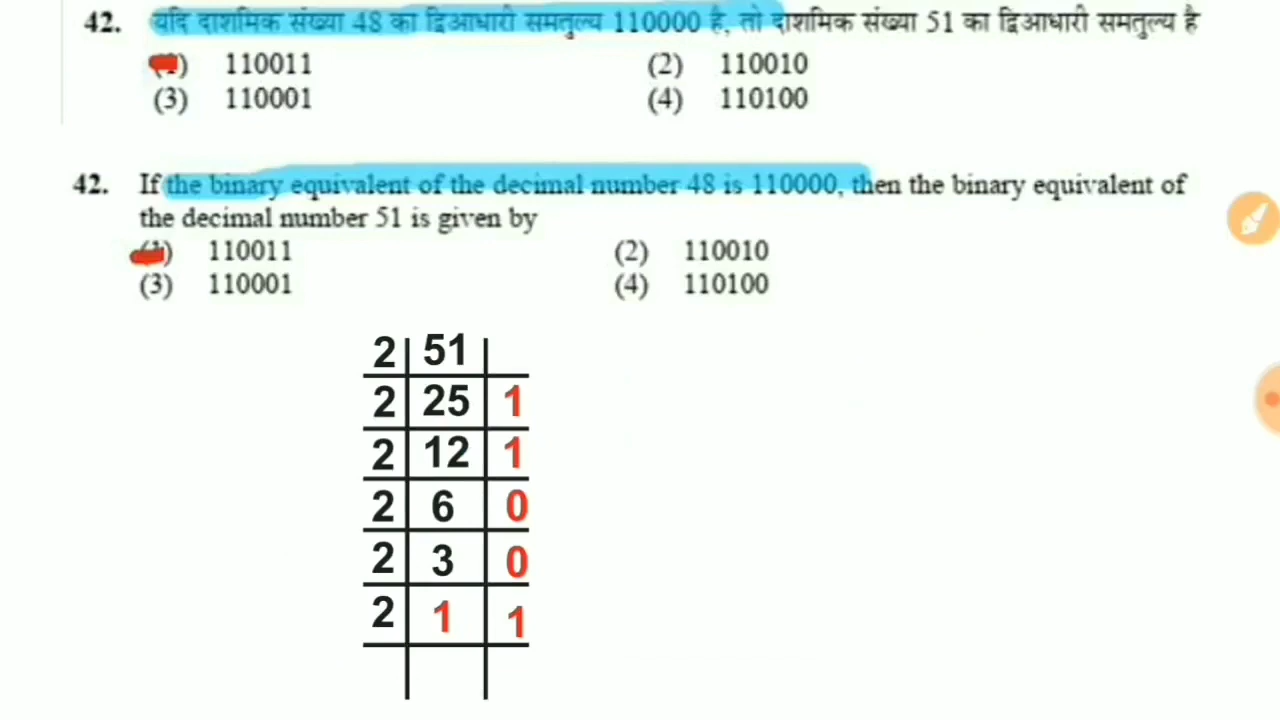 42. यदि दाशमिक संख्या 48 का द्विआधारी समतुल्य 110000 है, तो दाशमिक संख्या 51 का द्विआधारी समतुल्य है
(1) 110011 (2) 110010
(3) 110001 (4) 110100
42. If the binary equivalent of the decimal number 48 is 110000, then the binary equivalent of
the decimal number 51 is given by
(1) 110011 (2) 110010
(3) 110001 (4) 110100
2 51
2 25 1
2 12 1
2 6 0
2 3 0
2 1 1